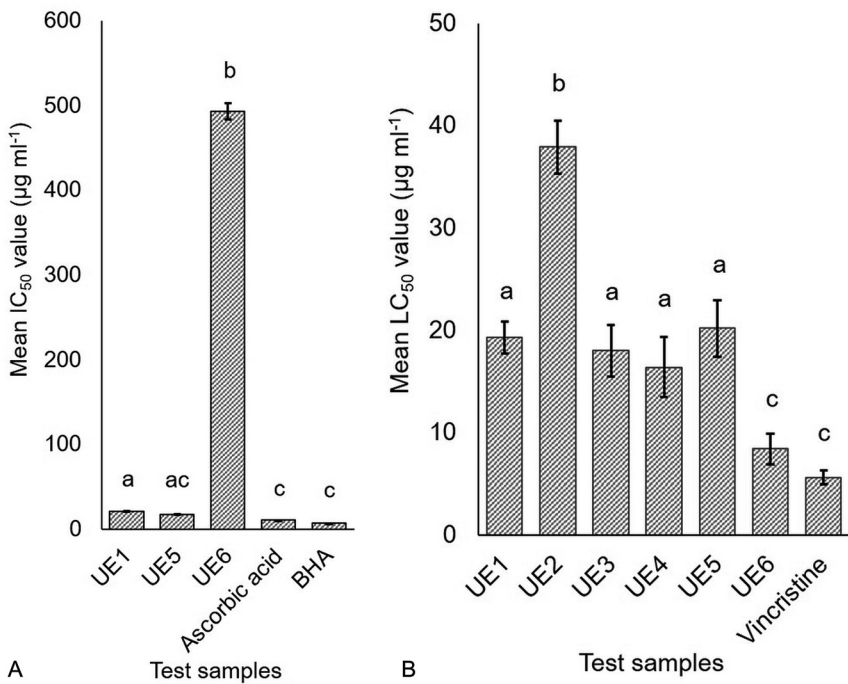 600
500
400
300
200
100
0
Mean IC₅₀ value (µg ml⁻¹)
a
ac
b
c
c
UE1
UE5
UE6
Ascorbic acid
BHA
A
Test samples
50
40
30
20
10
0
Mean LC₅₀ value (µg ml⁻¹)
a
b
a
a
a
c
c
UE1
UE2
UE3
UE4
UE5
UE6
Vincristine
B
Test samples